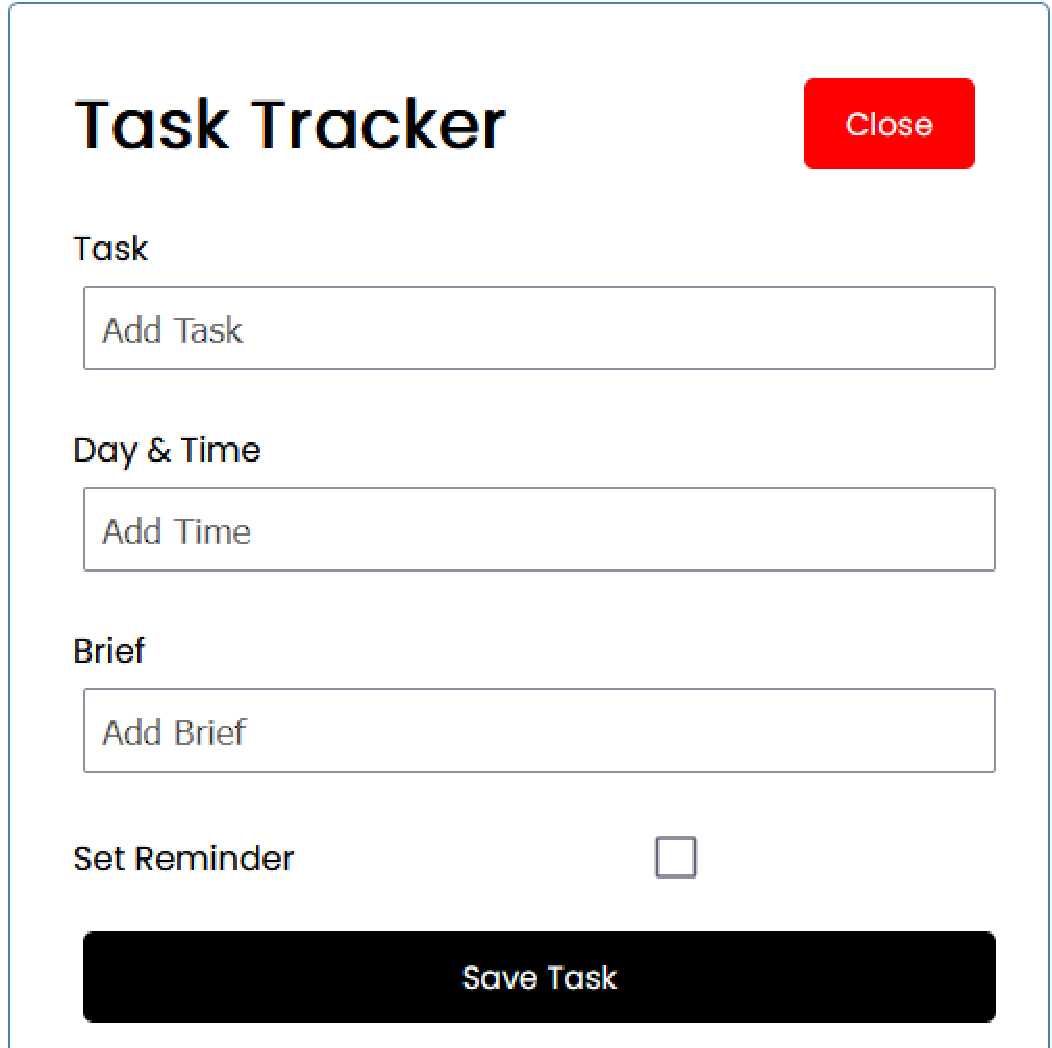 Task Tracker
Close
Task
Add Task
Day & Time
Add Time
Brief
Add Brief
Set Reminder
Save Task